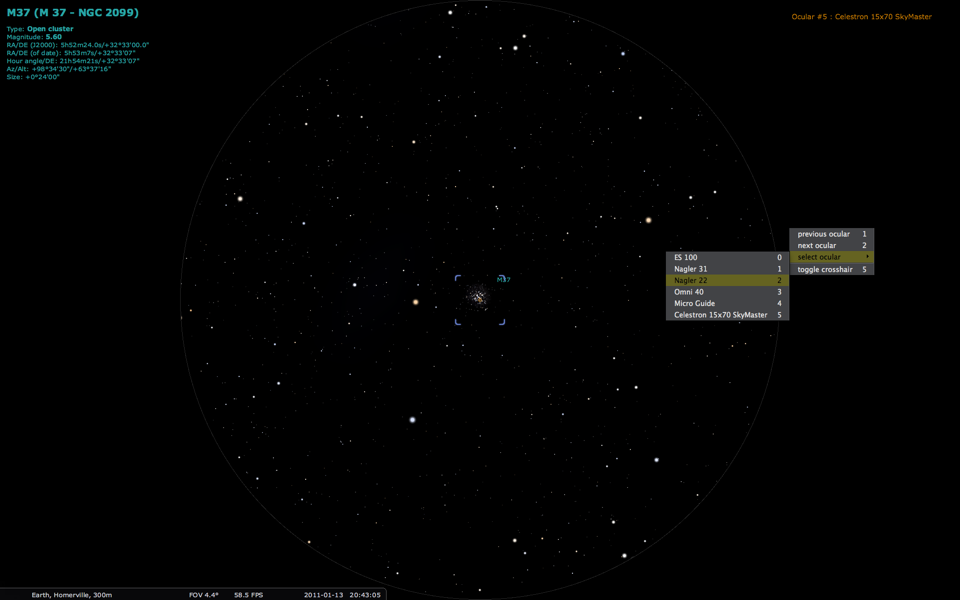 M37 (M 37 - NGC 2099)
Ocular #5 : Celestron 15x70 SkyMaster
Type: Open cluster
Magnitude: 5.60
RA/DE (J2000): 5h52m24.0s/+32°33'00.0"
RA/DE (of date): 5h53m7s/+32°33'07"
Hour angle/DE: 21h54m21s/+32°33'07"
Az/Alt: +98°34'30"/+63°37'16"
Size: +0°24'00"
previous ocular 1
next ocular 2
select ocular
toggle crosshair 5
ES 100 0
Nagler 31 1
Nagler 22 2
Omni 40 3
Micro Guide 4
Celestron 15x70 SkyMaster 5
M37
Earth, Homerville, 300m FOV 4.4° 58.5 FPS 2011-01-13 20:43:05